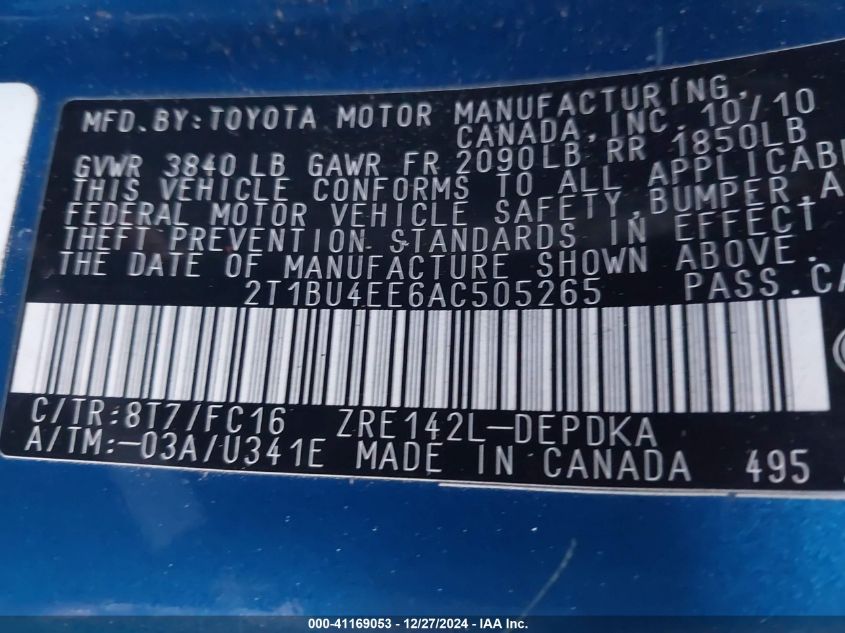 MFD.BY:TOYOTA MOTOR MANUFACTURING,
CANADA, INC. 10/10
GVWR 3840 LB GAWR FR 2090LB RR 1850LB
THIS VEHICLE CONFORMS TO ALL APPLICABL
FEDERAL MOTOR VEHICLE SAFETY, BUMPER, A
THEFT PREVENTION STANDARDS IN EFFECT
THE DATE OF MANUFACTURE SHOWN ABOVE.
2T1BU4EE6AC505265 PASS.CA
C/TR:8T7/FC16 ZRE142L-DEPDKA
A/TM:-03A/U341E MADE IN CANADA 495
000-41169053 - 12/27/2024 - IAAI, Inc.